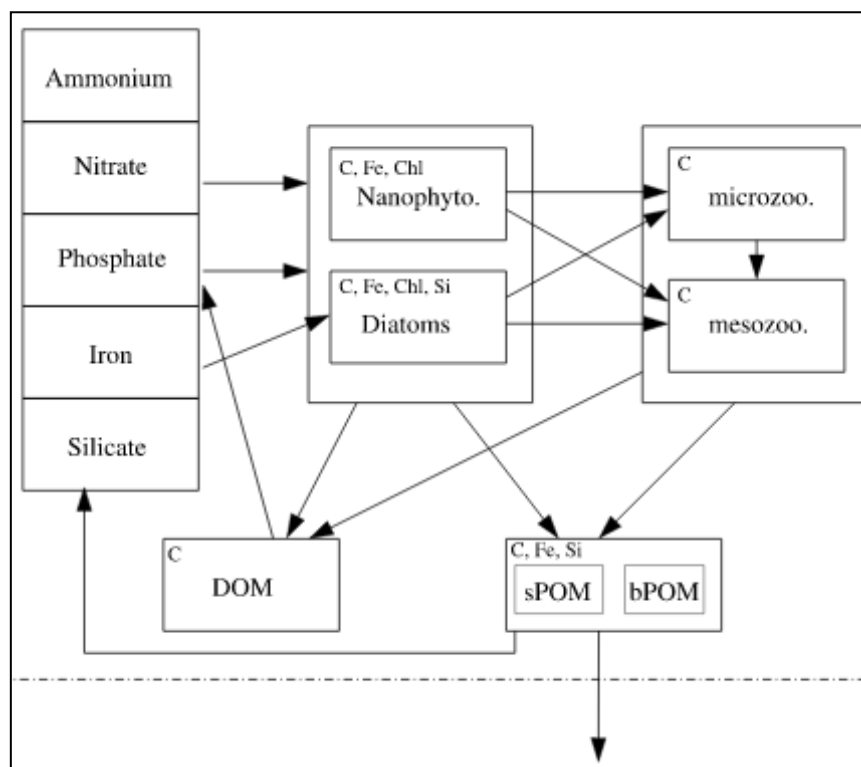 Ammonium
Nitrate
Phosphate
Iron
Silicate
C, Fe, Chl
Nanophyto.
C, Fe, Chl, Si
Diatoms
C
microzoo.
C
mesozoo.
C
DOM
C, Fe, Si
sPOM
bPOM